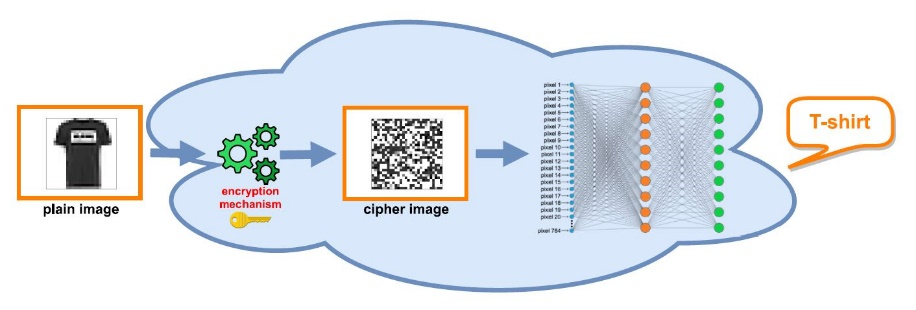 plain image
encryption
mechanism
cipher image
pixel 1
pixel 2
pixel 3
pixel 4
pixel 5
pixel 6
pixel 7
pixel 8
pixel 9
pixel 10
pixel 11
pixel 12
pixel 13
pixel 14
pixel 15
pixel 16
pixel 17
pixel 18
pixel 19
pixel 20
pixel 784
T-shirt